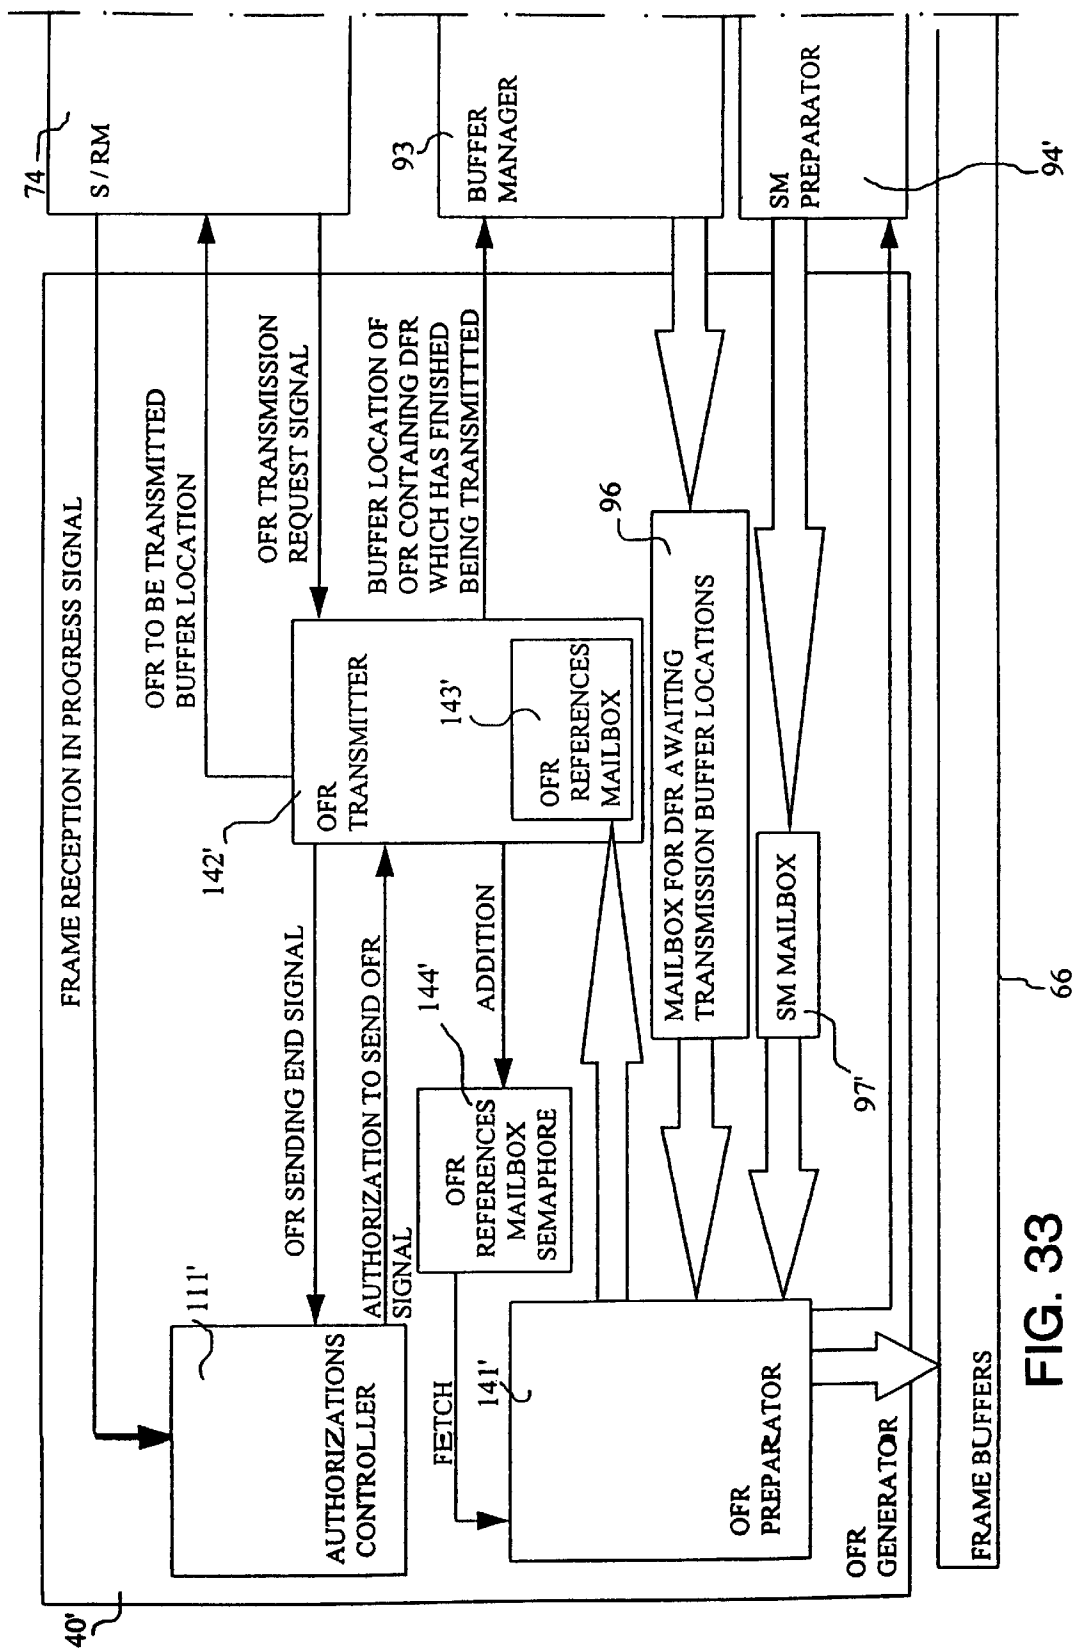 40'
FRAME RECEPTION IN PROGRESS SIGNAL
74
S / RM
111'
AUTHORIZATIONS
CONTROLLER
OFR TO BE TRANSMITTED
BUFFER LOCATION
OFR TRANSMISSION
REQUEST SIGNAL
OFR SENDING END SIGNAL
AUTHORIZATION TO SEND OFR
SIGNAL
142'
OFR
TRANSMITTER
143'
OFR
REFERENCES
MAILBOX
BUFFER LOCATION OF
OFR CONTAINING DFR
WHICH HAS FINISHED
BEING TRANSMITTED
93
BUFFER
MANAGER
144'
OFR
REFERENCES
MAILBOX
SEMAPHORE
ADDITION
FETCH
141'
OFR
PREPARATOR
96
MAILBOX FOR DFR AWAITING
TRANSMISSION BUFFER LOCATIONS
SM
PREPARATOR
94'
SM MAILBOX
97'
OFR
GENERATOR
FRAME BUFFERS
66
FIG. 33